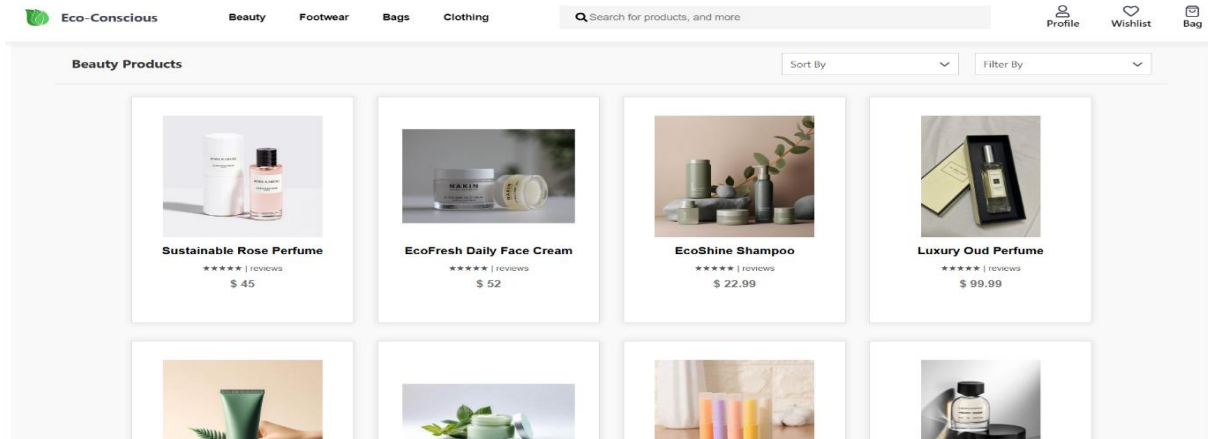 Eco-Conscious Beauty Footwear Bags Clothing Search for products, and more Profile Wishlist Bag
Beauty Products Sort By Filter By
NAKIN
Sustainable Rose Perfume EcoFresh Daily Face Cream EcoShine Shampoo Luxury Oud Perfume
★★★★★ | reviews ★★★★★ | reviews ★★★★★ | reviews ★★★★★ | reviews
$ 45 $ 52 $ 22.99 $ 99.99